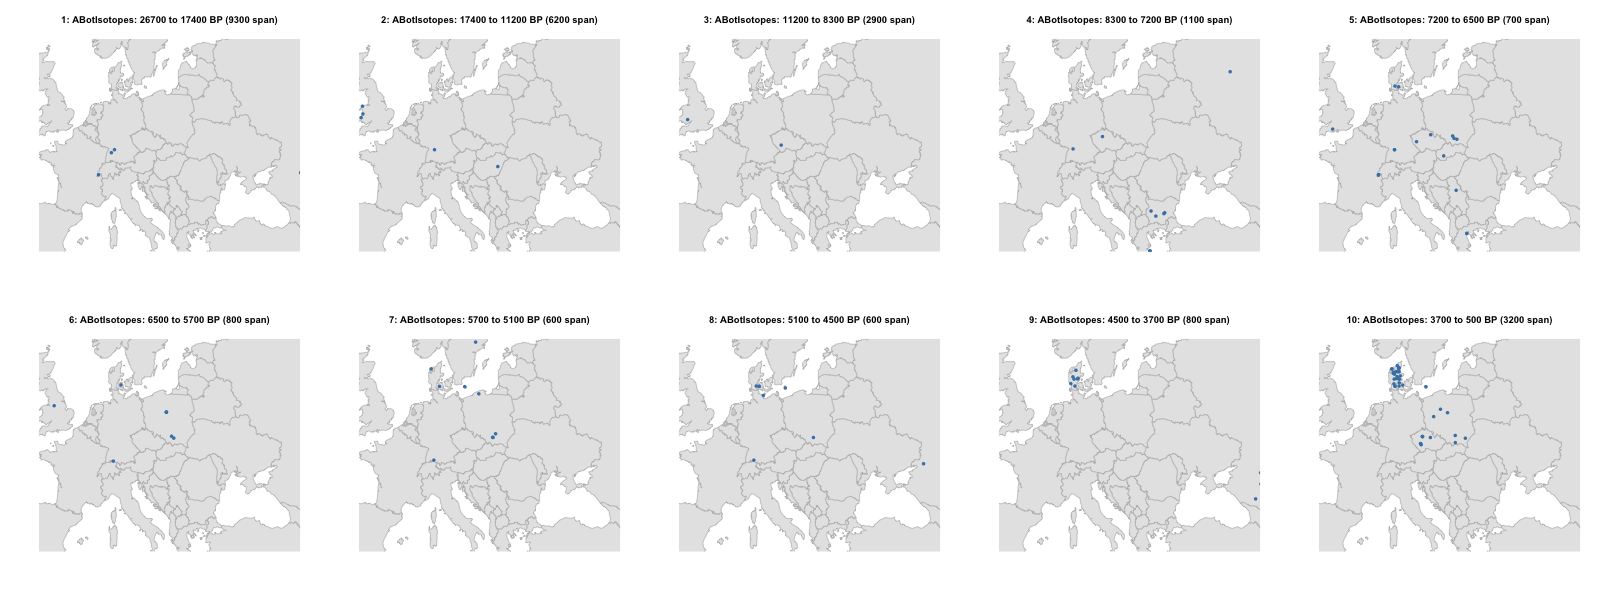 1: ABotIsotopes: 26700 to 17400 BP (9300 span)
2: ABotIsotopes: 17400 to 11200 BP (6200 span)
3: ABotIsotopes: 11200 to 8300 BP (2900 span)
4: ABotIsotopes: 8300 to 7200 BP (1100 span)
5: ABotIsotopes: 7200 to 6500 BP (700 span)
6: ABotIsotopes: 6500 to 5700 BP (800 span)
7: ABotIsotopes: 5700 to 5100 BP (600 span)
8: ABotIsotopes: 5100 to 4500 BP (600 span)
9: ABotIsotopes: 4500 to 3700 BP (800 span)
10: ABotIsotopes: 3700 to 500 BP (3200 span)